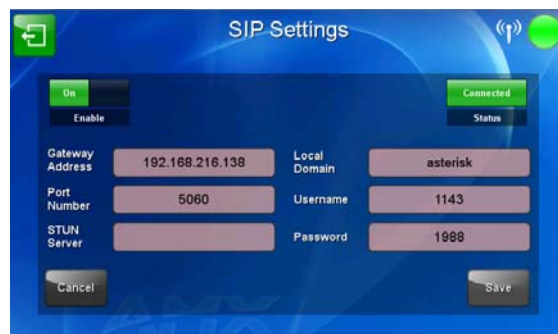 SIP Settings
On
Enable
Connected
Status
Gateway
Address
192.168.216.138
Local
Domain
asterisk
Port
Number
5060
Username
1143
STUN
Server
Password
1988
Cancel
Save
AMX